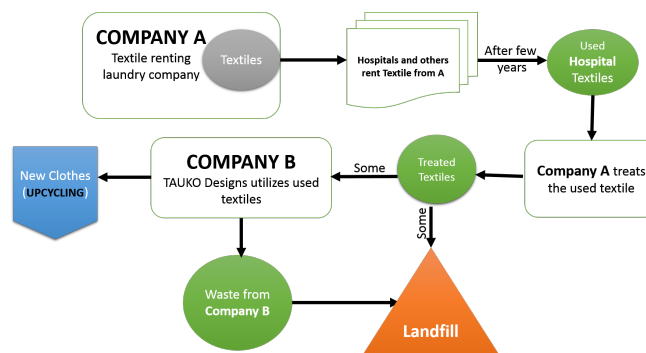 COMPANY A
Textile renting
laundry company
Textiles
Hospitals and others
rent Textile from A
After few
years
Used
Hospital
Textiles
Company A treats
the used textile
Treated
Textiles
Some
Some
COMPANY B
TAUKO Designs utilizes used
textiles
New Clothes
(UPCYCLING)
Waste from
Company B
Landfill